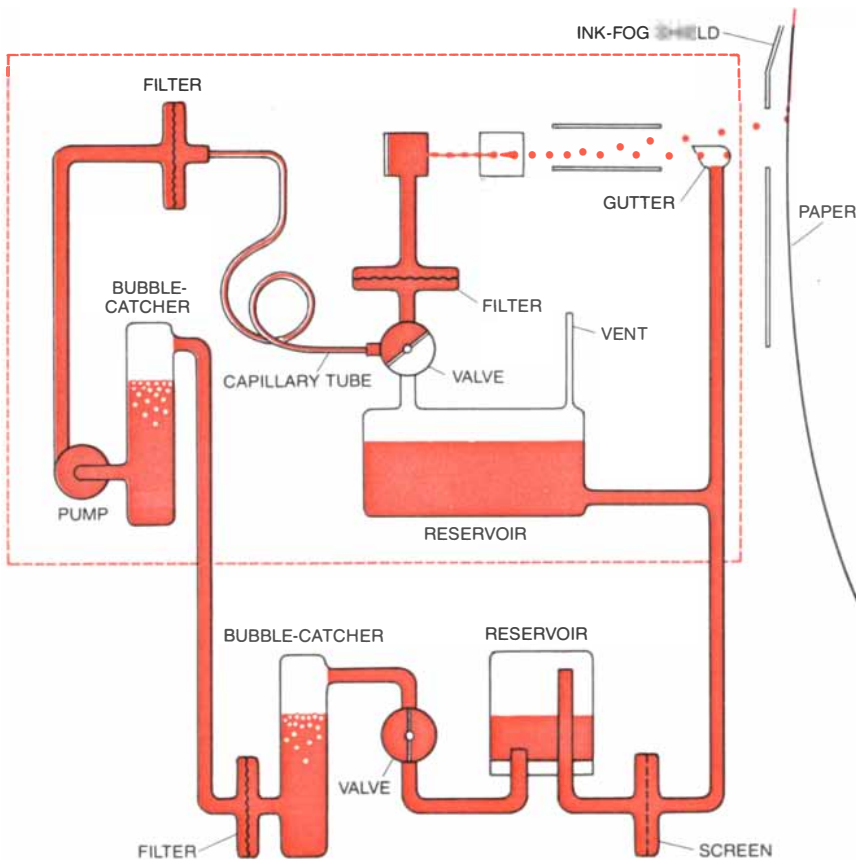 INK-FOG
FILTER
GUTTER
PAPER
BUBBLE-
CATCHER
FILTER
VENT
CAPILLARY TUBE
VALVE
PUMP
RESERVOIR
BUBBLE-CATCHER
RESERVOIR
VALVE
FILTER
SCREEN